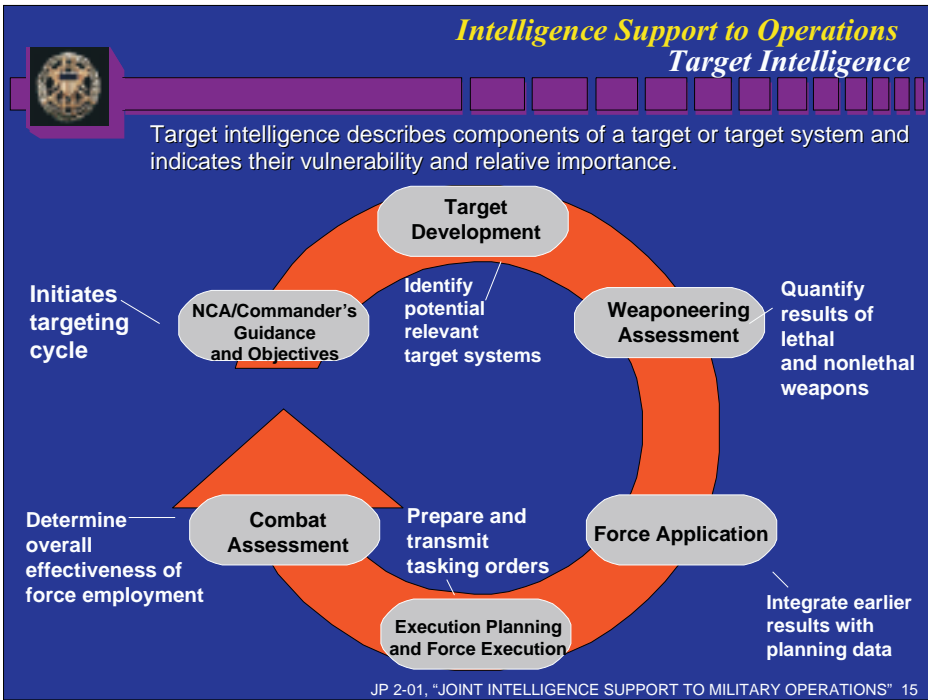 Intelligence Support to Operations
Target Intelligence
Target intelligence describes components of a target or target system and
indicates their vulnerability and relative importance.
Target
Development
Initiates
targeting
cycle
NCA/Commander's
Guidance
and Objectives
Identify
potential
relevant
target systems
Weaponeering
Assessment
Quantify
results of
lethal
and nonlethal
weapons
Determine
overall
effectiveness of
force employment
Combat
Assessment
Prepare and
transmit
tasking orders
Force Application
Execution Planning
and Force Execution
Integrate earlier
results with
planning data
JP 2-01, "JOINT INTELLIGENCE SUPPORT TO MILITARY OPERATIONS" 15